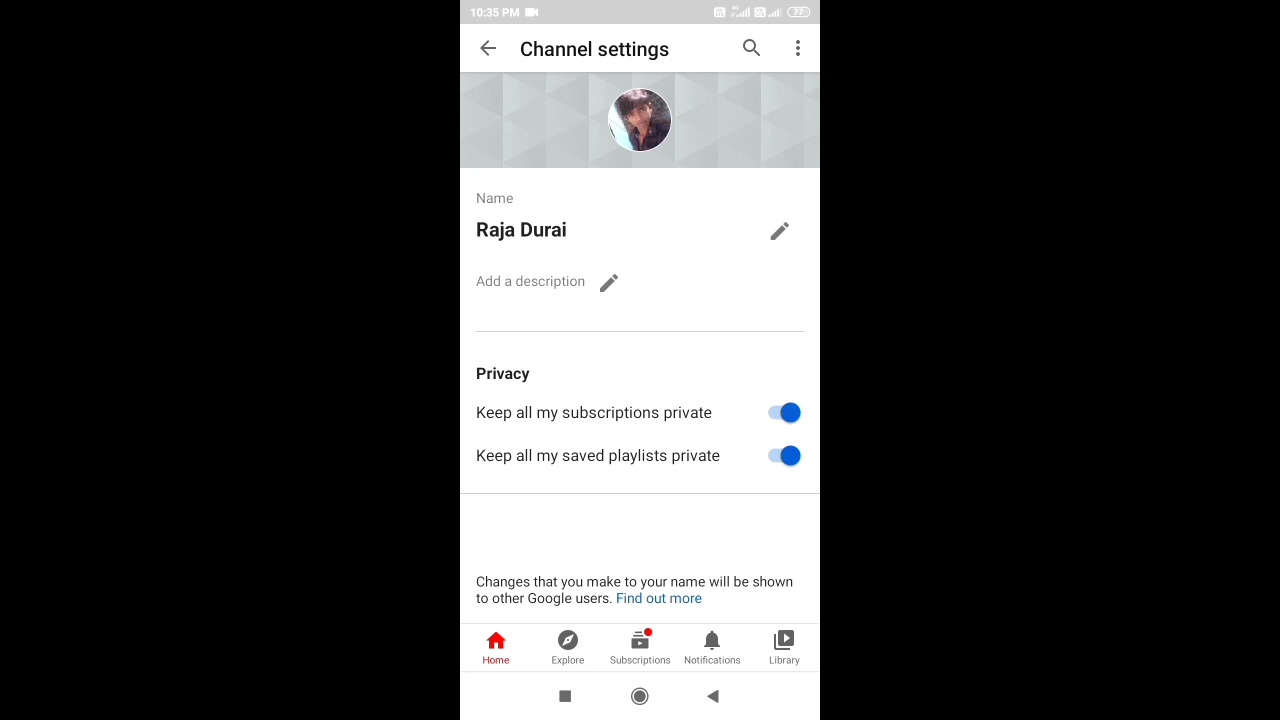 10:35 PM
77
Channel settings
Name
Raja Durai
Add a description
Privacy
Keep all my subscriptions private
Keep all my saved playlists private
Changes that you make to your name will be shown
to other Google users. Find out more
Home Explore Subscriptions Notifications Library